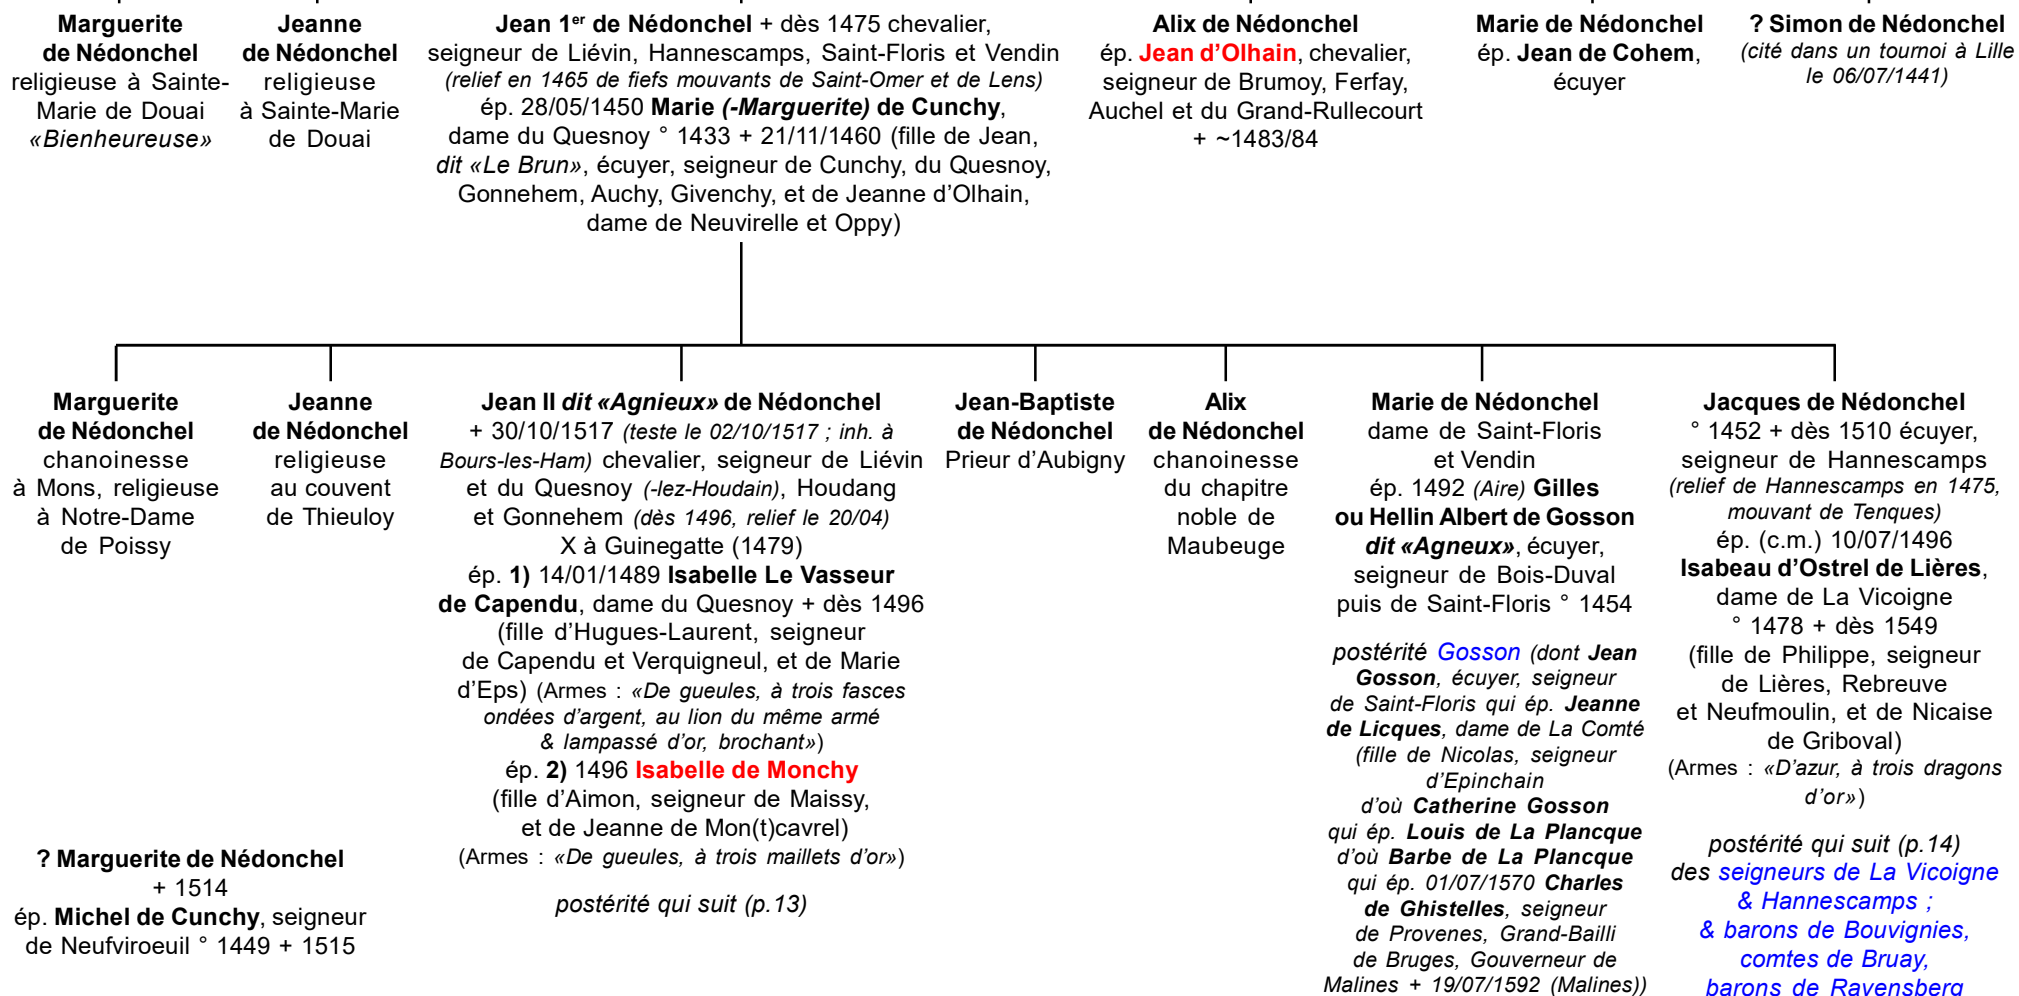 Marguerite
de Nédonchel
religieuse à Sainte-
Marie de Douai
«Bienheureuse»
Jeanne
de Nédonchel
religieuse
à Sainte-Marie
de Douai
Jean 1er de Nédonchel + dès 1475 chevalier,
seigneur de Liévin, Hannescamps, Saint-Floris et Vendin
(relief en 1465 de fiefs mouvants de Saint-Omer et de Lens)
ép. 28/05/1450 Marie (-Marguerite) de Cunchy,
dame du Quesnoy ° 1433 + 21/11/1460 (fille de Jean,
dit «Le Brun», écuyer, seigneur de Cunchy, du Quesnoy,
Gonnehem, Auchy, Givenchy, et de Jeanne d’Olhain,
dame de Neuvirelle et Oppy)
Alix de Nédonchel
ép. Jean d’Olhain, chevalier,
seigneur de Brumoy, Ferfay,
Auchel et du Grand-Rullecourt
+ ~1483/84
Marie de Nédonchel
ép. Jean de Cohem,
écuyer
? Simon de Nédonchel
(cité dans un tournoi à Lille
le 06/07/1441)
Marguerite
de Nédonchel
chanoinesse
à Mons, religieuse
à Notre-Dame
de Poissy
Jeanne
de Nédonchel
religieuse
au couvent
de Thieuloy
Jean II dit «Agnieux» de Nédonchel
+ 30/10/1517 (teste le 02/10/1517 ; inh. à
Bours-les-Ham) chevalier, seigneur de Liévin
et du Quesnoy (-lez-Houdain), Houdang
et Gonnehem (dès 1496, relief le 20/04)
X à Guinegatte (1479)
ép. 1) 14/01/1489 Isabelle Le Vasseur
de Capendu, dame du Quesnoy + dès 1496
(fille d’Hugues-Laurent, seigneur
de Capendu et Verquigneul, et de Marie
d’Eps) (Armes : «De gueules, à trois fasces
ondées d’argent, au lion du même armé
& lampassé d’or, brochant»)
ép. 2) 1496 Isabelle de Monchy
(fille d’Aimon, seigneur de Maissy,
et de Jeanne de Mon(t)cavrel)
(Armes : «De gueules, à trois maillets d’or»)
postérité qui suit (p.13)
Jean-Baptiste
de Nédonchel
Prieur d’Aubigny
Alix
de Nédonchel
chanoinesse
du chapitre
noble de
Maubeuge
Marie de Nédonchel
dame de Saint-Floris
et Vendin
ép. 1492 (Aire) Gilles
ou Hellin Albert de Gosson
dit «Agneux», écuyer,
seigneur de Bois-Duval
puis de Saint-Floris ° 1454
postérité Gosson (dont Jean
Gosson, écuyer, seigneur
de Saint-Floris qui ép. Jeanne
de Licques, dame de La Comté
(fille de Nicolas, seigneur
d’Epinchain
d’où Catherine Gosson
qui ép. Louis de La Plancque
d’où Barbe de La Plancque
qui ép. 01/07/1570 Charles
de Ghistelles, seigneur
de Provenes, Grand-Bailli
de Bruges, Gouverneur de
Malines + 19/07/1592 (Malines))
Jacques de Nédonchel
° 1452 + dès 1510 écuyer,
seigneur de Hannescamps
(relief de Hannescamps en 1475,
mouvant de Tenques)
ép. (c.m.) 10/07/1496
Isabeau d’Ostrel de Lières,
dame de La Vicoigne
° 1478 + dès 1549
(fille de Philippe, seigneur
de Lières, Rebreuve
et Neufmoulin, et de Nicaise
de Griboval)
(Armes : «D’azur, à trois dragons
d’or»)
postérité qui suit (p.14)
des seigneurs de La Vicoigne
& Hannescamps ;
& barons de Bouvignies,
comtes de Bruay,
barons de Ravensberg
? Marguerite de Nédonchel
+ 1514
ép. Michel de Cunchy, seigneur
de Neufviroeuil ° 1449 + 1515